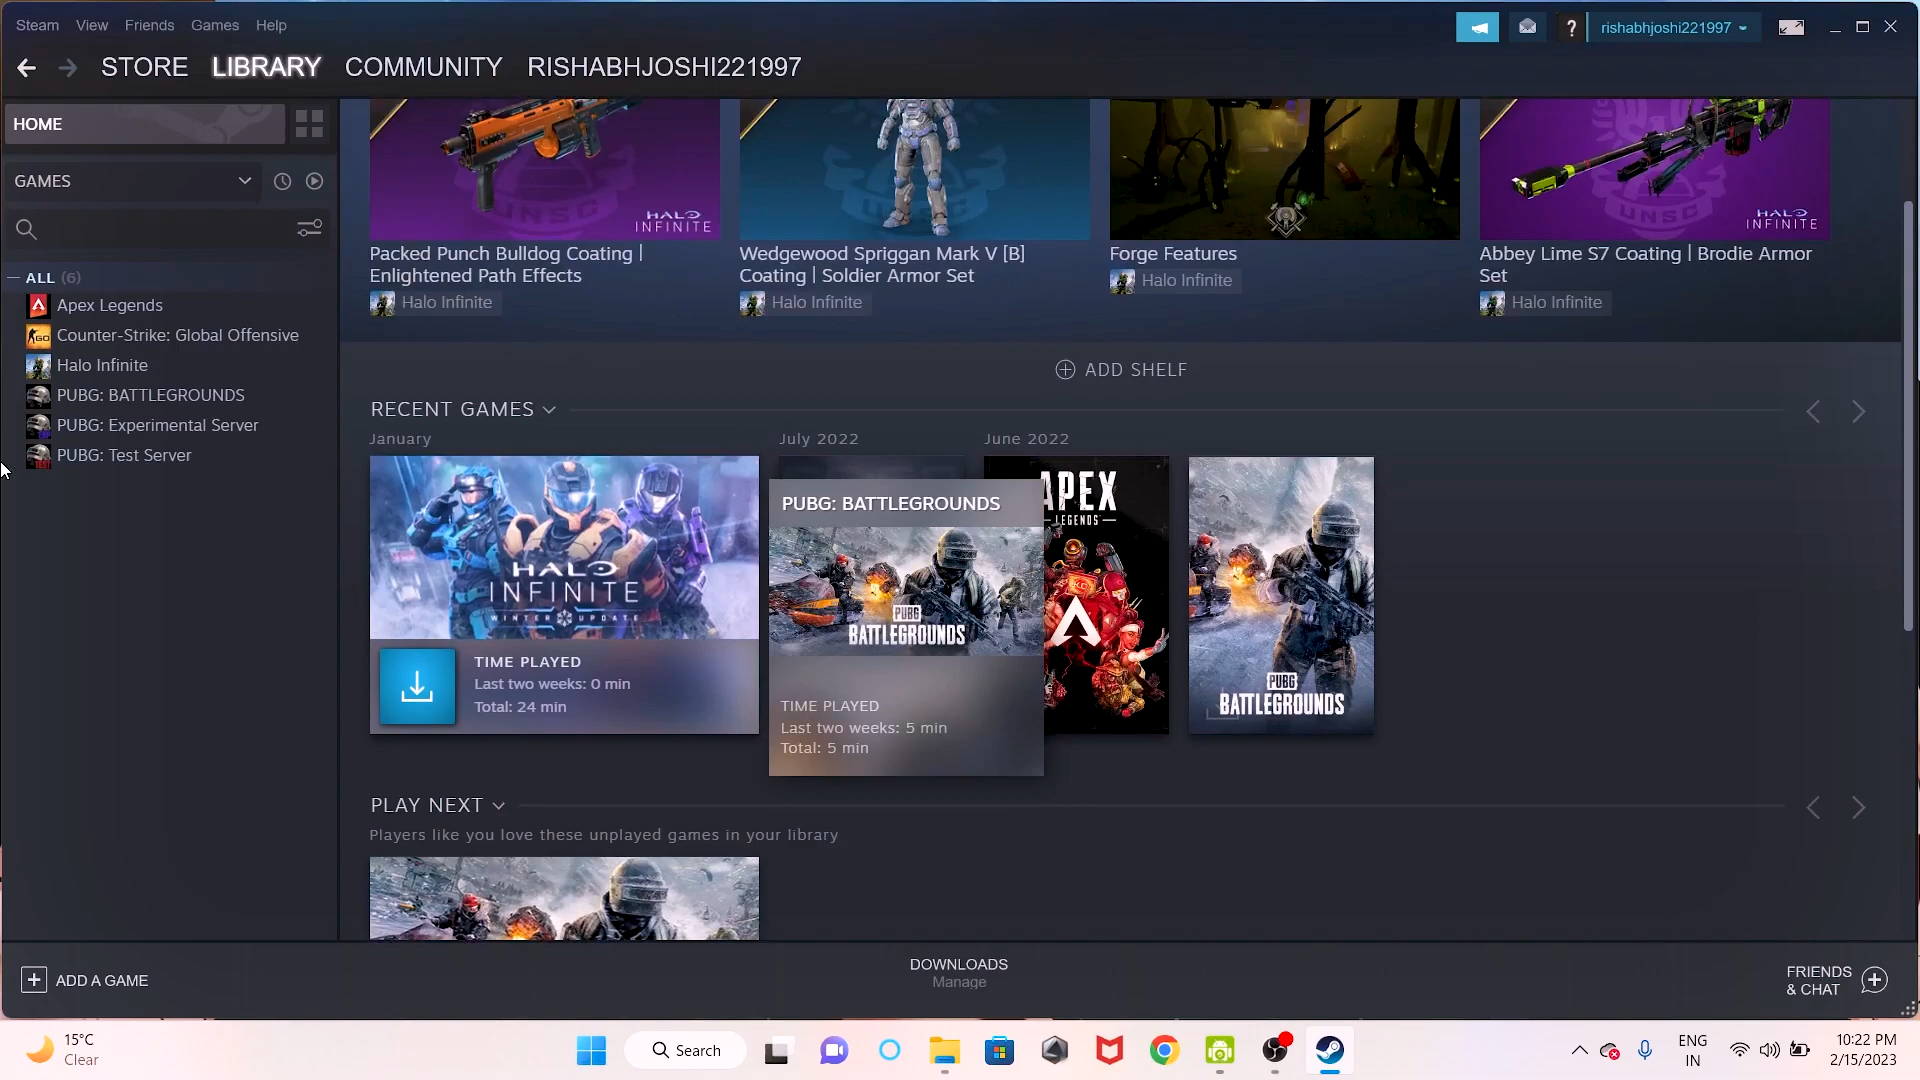 Steam View Friends Games Help
rishabhjoshi221997
STORE LIBRARY COMMUNITY RISHABHJOSHI221997
HOME
GAMES
ALL (6)
Apex Legends
Counter-Strike: Global Offensive
Halo Infinite
PUBG: BATTLEGROUNDS
PUBG: Experimental Server
PUBG: Test Server
UNSC
HALO
INFINITE
Packed Punch Bulldog Coating |
Enlightened Path Effects
Halo Infinite
Wedgewood Spriggan Mark V [B]
Coating | Soldier Armor Set
Halo Infinite
Forge Features
Halo Infinite
UNSC
HALO
INFINITE
Abbey Lime S7 Coating | Brodie Armor
Set
Halo Infinite
ADD SHELF
RECENT GAMES
January
July 2022
June 2022
HALO
INFINITE
WINTER UPDATE
TIME PLAYED
Last two weeks: 0 min
Total: 24 min
PUBG: BATTLEGROUNDS
PUBG
BATTLEGROUNDS
TIME PLAYED
Last two weeks: 5 min
Total: 5 min
APEX
LEGENDS
PUBG
BATTLEGROUNDS
PLAY NEXT
Players like you love these unplayed games in your library
ADD A GAME
DOWNLOADS
Manage
FRIENDS
& CHAT
15°C
Clear
Search
ENG
IN
10:22 PM
2/15/2023